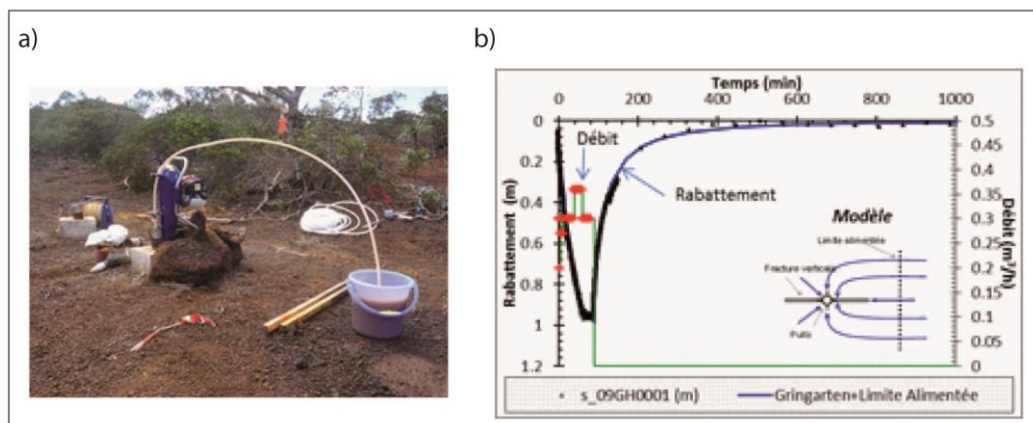 a)
b)
Temps (min)
0 200 400 600 800 1000
0
0.2
0.4
0.6
0.8
1
1.2
Rabattement (m)
0.5
0.45
0.4
0.35
0.3
0.25
0.2
0.15
0.1
0.05
0
Débit (m³/h)
Débit
Rabattement
Modèle
Limite alimentée
Fracture verticale
Puits
s_09GH0001 (m)
Gringarten+Limite Alimentée